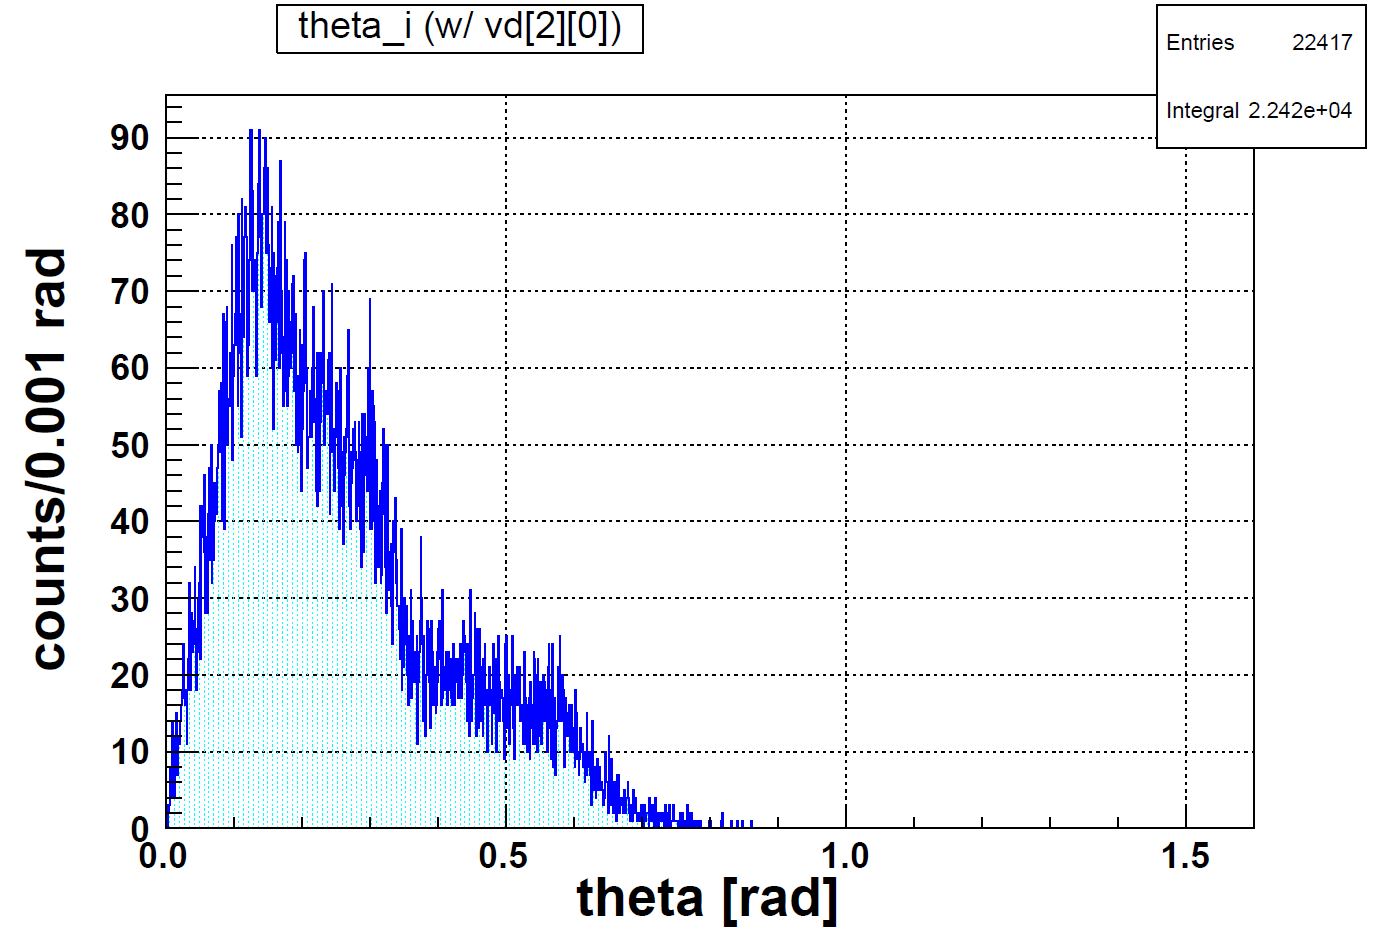 theta_i (w/ vd[2][0])
Entries 22417
Integral 2.242e+04
counts/0.001 rad
90
80
70
60
50
40
30
20
10
0
0.0 0.5 1.0 1.5
theta [rad]